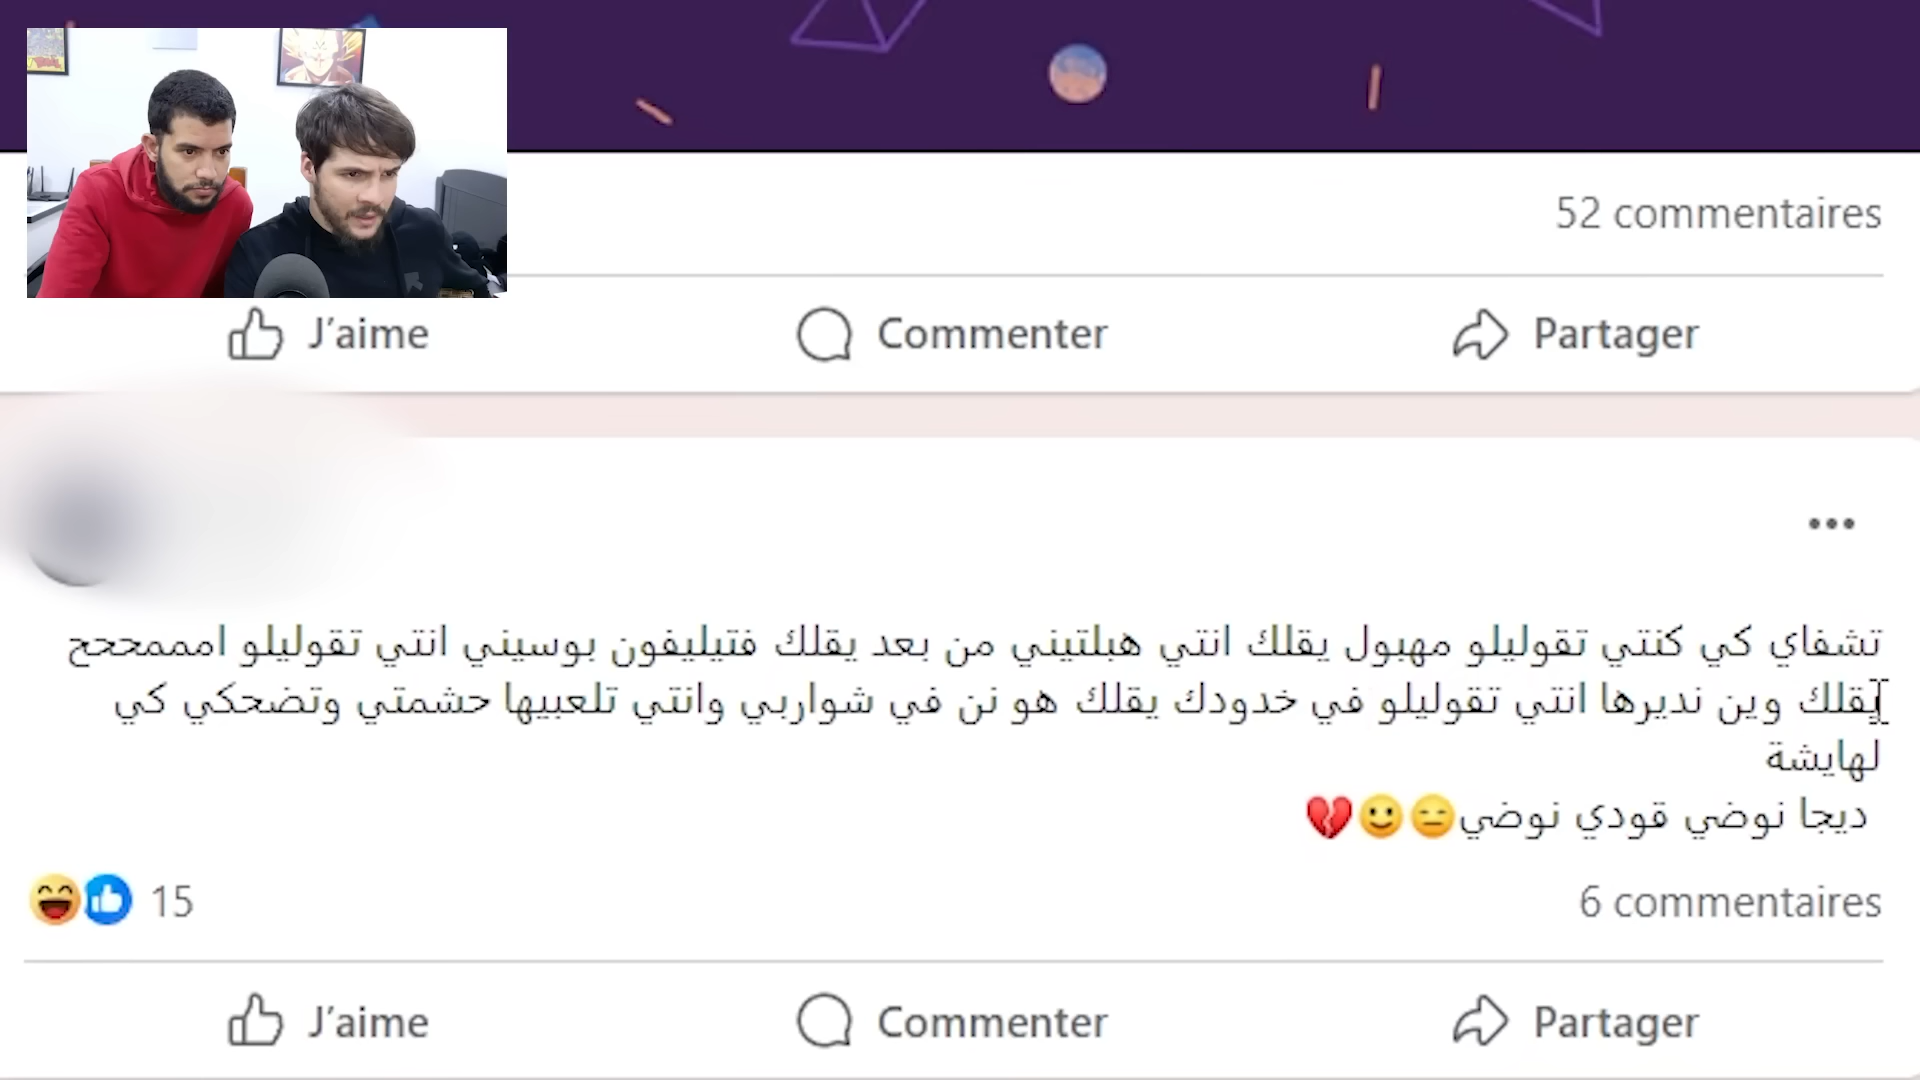 52 commentaires
J'aime
Commenter
Partager
تشفاي كي كنتي تقوليلو مهبول يقلك انتي هبلتيني من بعد يقلك فتيليفون بوسيني انتي تقوليلو امممححح
يقلك وين نديرها انتي تقوليلو في خدودك يقلك هو نن في شواربي وانتي تلعبيها حشمتي وتضحكي كي
لهايشة
ديجا نوضي قودي نوضي😑🙂💔
15
6 commentaires
J'aime
Commenter
Partager